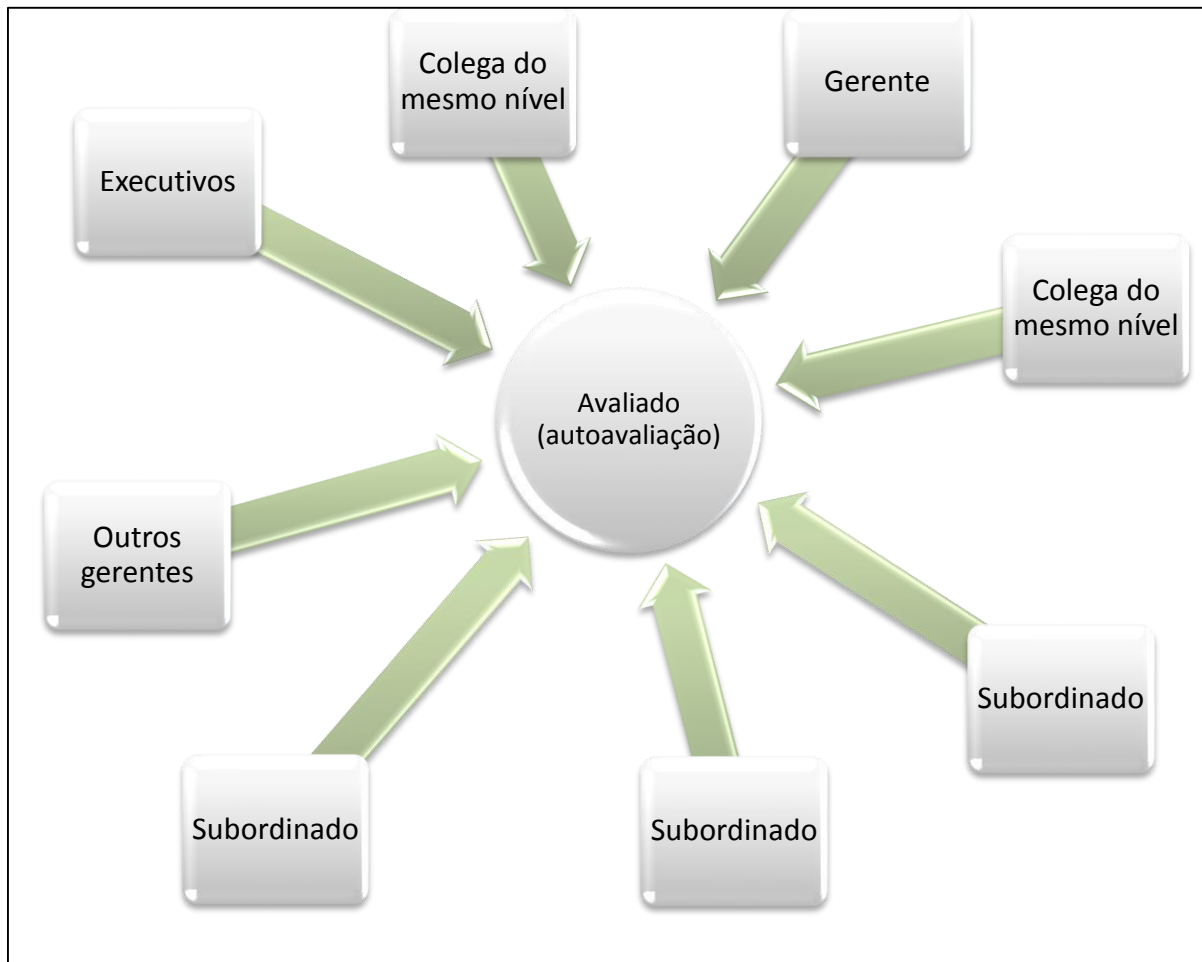 Colega do
mesmo nível
Gerente
Executivos
Colega do
mesmo nível
Avaliado
(autoavaliação)
Outros
gerentes
Subordinado
Subordinado
Subordinado